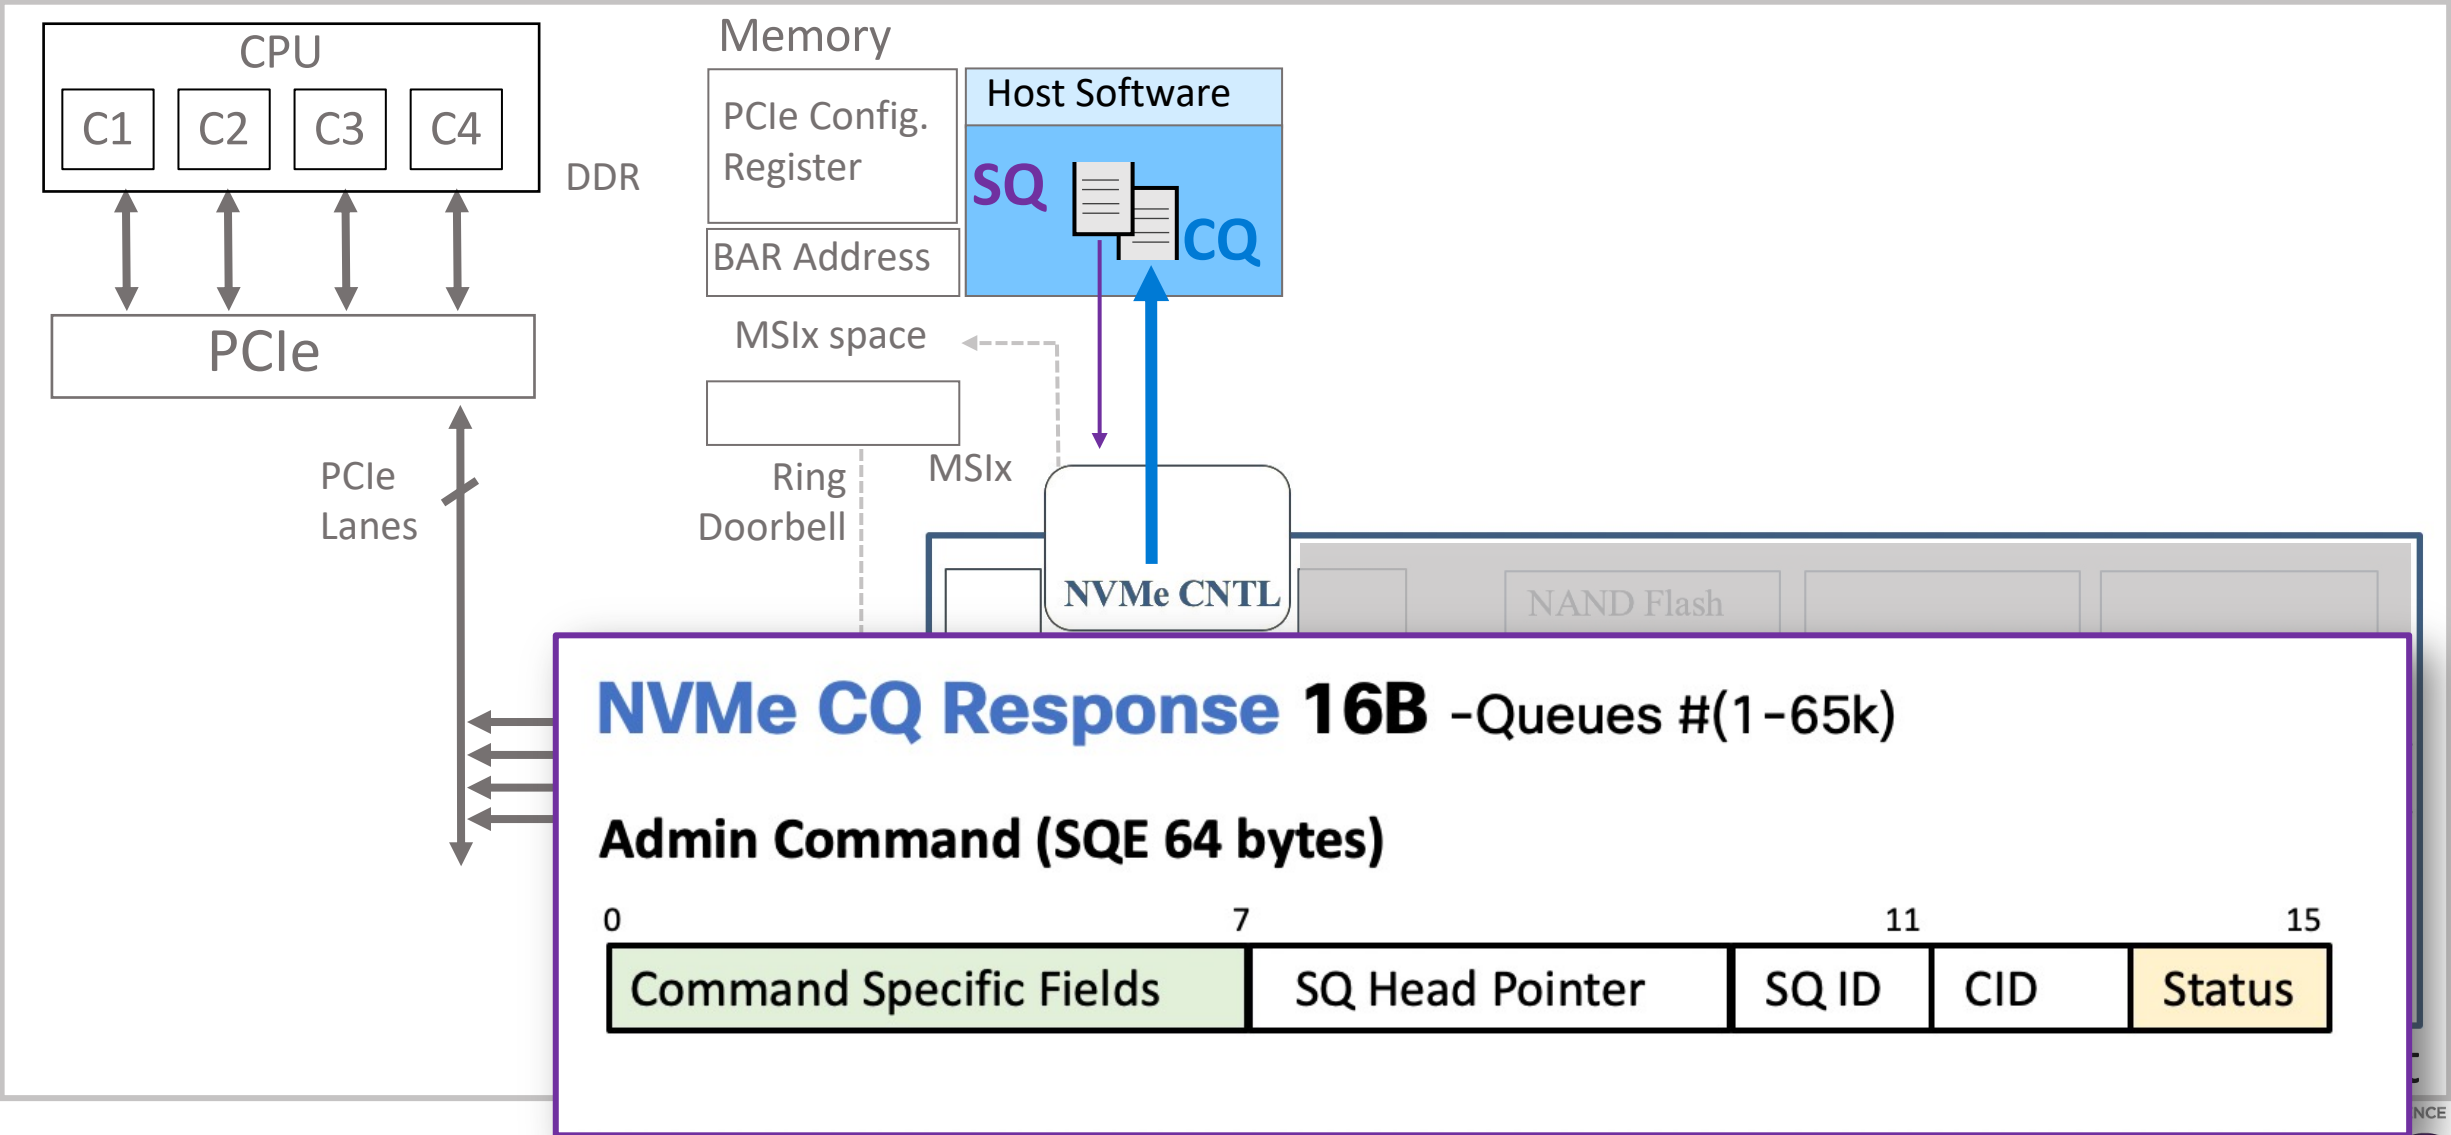 CPU
C1 C2 C3 C4
PCIe
PCIe
Lanes
DDR
Memory
PCIe Config.
Register
BAR Address
Host Software
SQ
CQ
MSIx space
Ring
Doorbell
MSIx
NVMe CNTL
NAND Flash
NVMe CQ Response 16B -Queues #(1-65k)
Admin Command (SQE 64 bytes)
0 7 11 15
Command Specific Fields SQ Head Pointer SQ ID CID Status